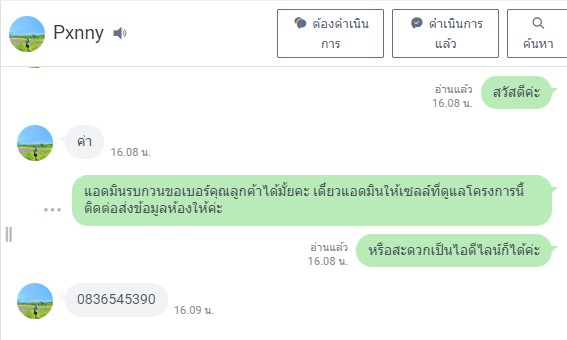 Pxnny
ต้องดำเนิน
การ
ดำเนินการ
แล้ว
ค้นหา
สวัสดีค่ะ
อ่านแล้ว
16.08 น.
ค่า
16.08 น.
แอดมินรบกวนขอเบอร์คุณลูกค้าได้มั้ยคะ เดี๋ยวแอดมินให้เซลล์ที่ดูแลโครงการนี้
ติดต่อส่งข้อมูลห้องให้ค่ะ
หรือสะดวกเป็นไอดีไลน์ก็ได้ค่ะ
อ่านแล้ว
16.08 น.
0836545390
16.09 น.